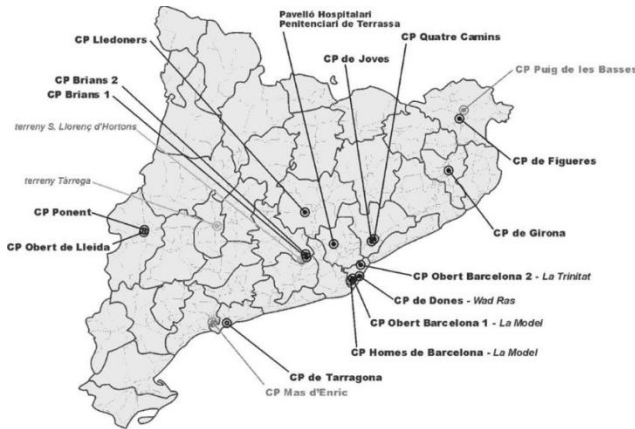 Pavelló Hospitalari
Penitenciari de Terrassa
CP Lledoners
CP Quatre Camins
CP de Joves
CP Puig de les Basses
CP Brians 2
CP Brians 1
terreny S. Llorenç d'Hortons
CP de Figueres
terreny Tàrrega
CP Ponent
CP de Girona
CP Obert de Lleida
CP Obert Barcelona 2 - La Trinitat
CP de Dones - Wad Ras
CP Obert Barcelona 1 - La Model
CP Homes de Barcelona - La Model
CP de Tarragona
CP Mas d'Enric